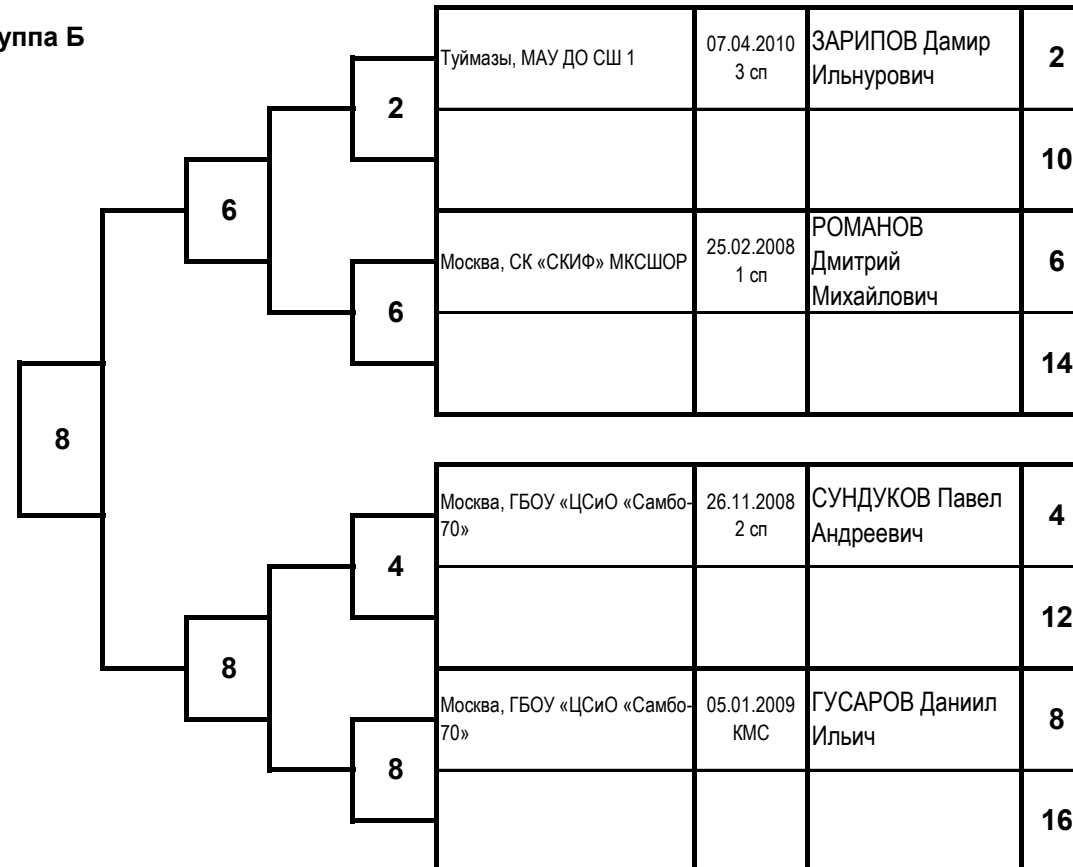 уппа Б
Туймазы, МАУ ДО СШ 1
07.04.2010
3 сп
ЗАРИПОВ Дамир
Ильнурович
2
2
10
6
Москва, СК «СКИФ» МКСШОР
25.02.2008
1 сп
РОМАНОВ
Дмитрий
Михайлович
6
6
14
8
Москва, ГБОУ «ЦСиО «Самбо-
70»
26.11.2008
2 сп
СУНДУКОВ Павел
Андреевич
4
4
12
8
Москва, ГБОУ «ЦСиО «Самбо-
70»
05.01.2009
КМС
ГУСАРОВ Даниил
Ильич
8
8
16